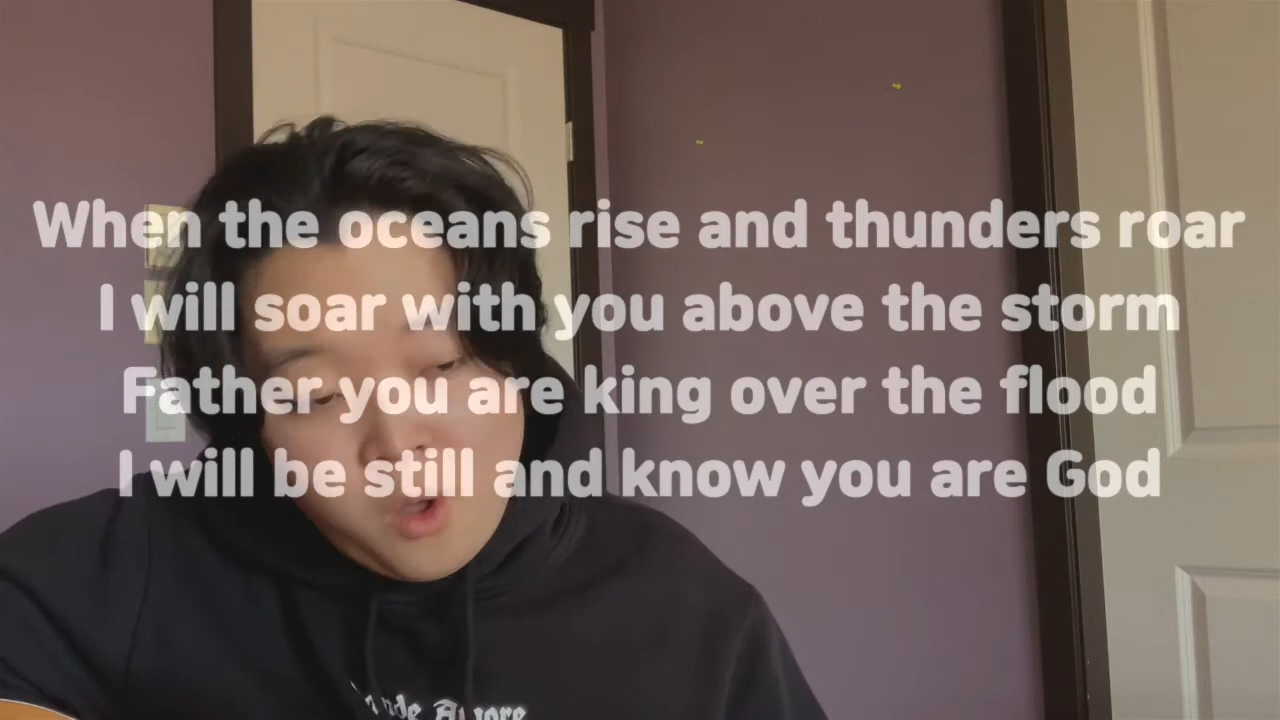 When the oceans rise and thunders roar
I will soar with you above the storm
Father you are king over the flood
I will be still and know you are God